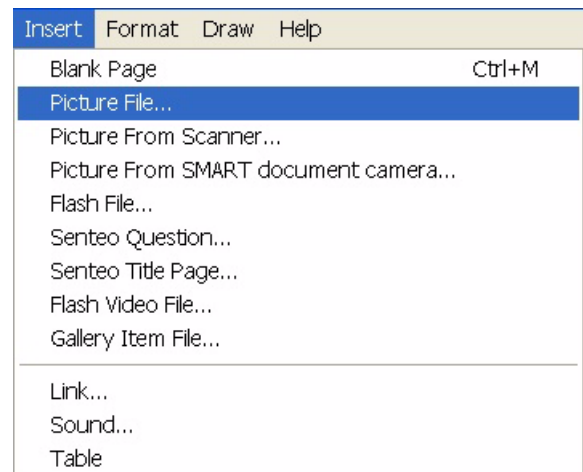 Insert Format Draw Help
Blank Page Ctrl+M
Picture File...
Picture From Scanner...
Picture From SMART document camera...
Flash File...
Senteo Question...
Senteo Title Page...
Flash Video File...
Gallery Item File...
Link...
Sound...
Table